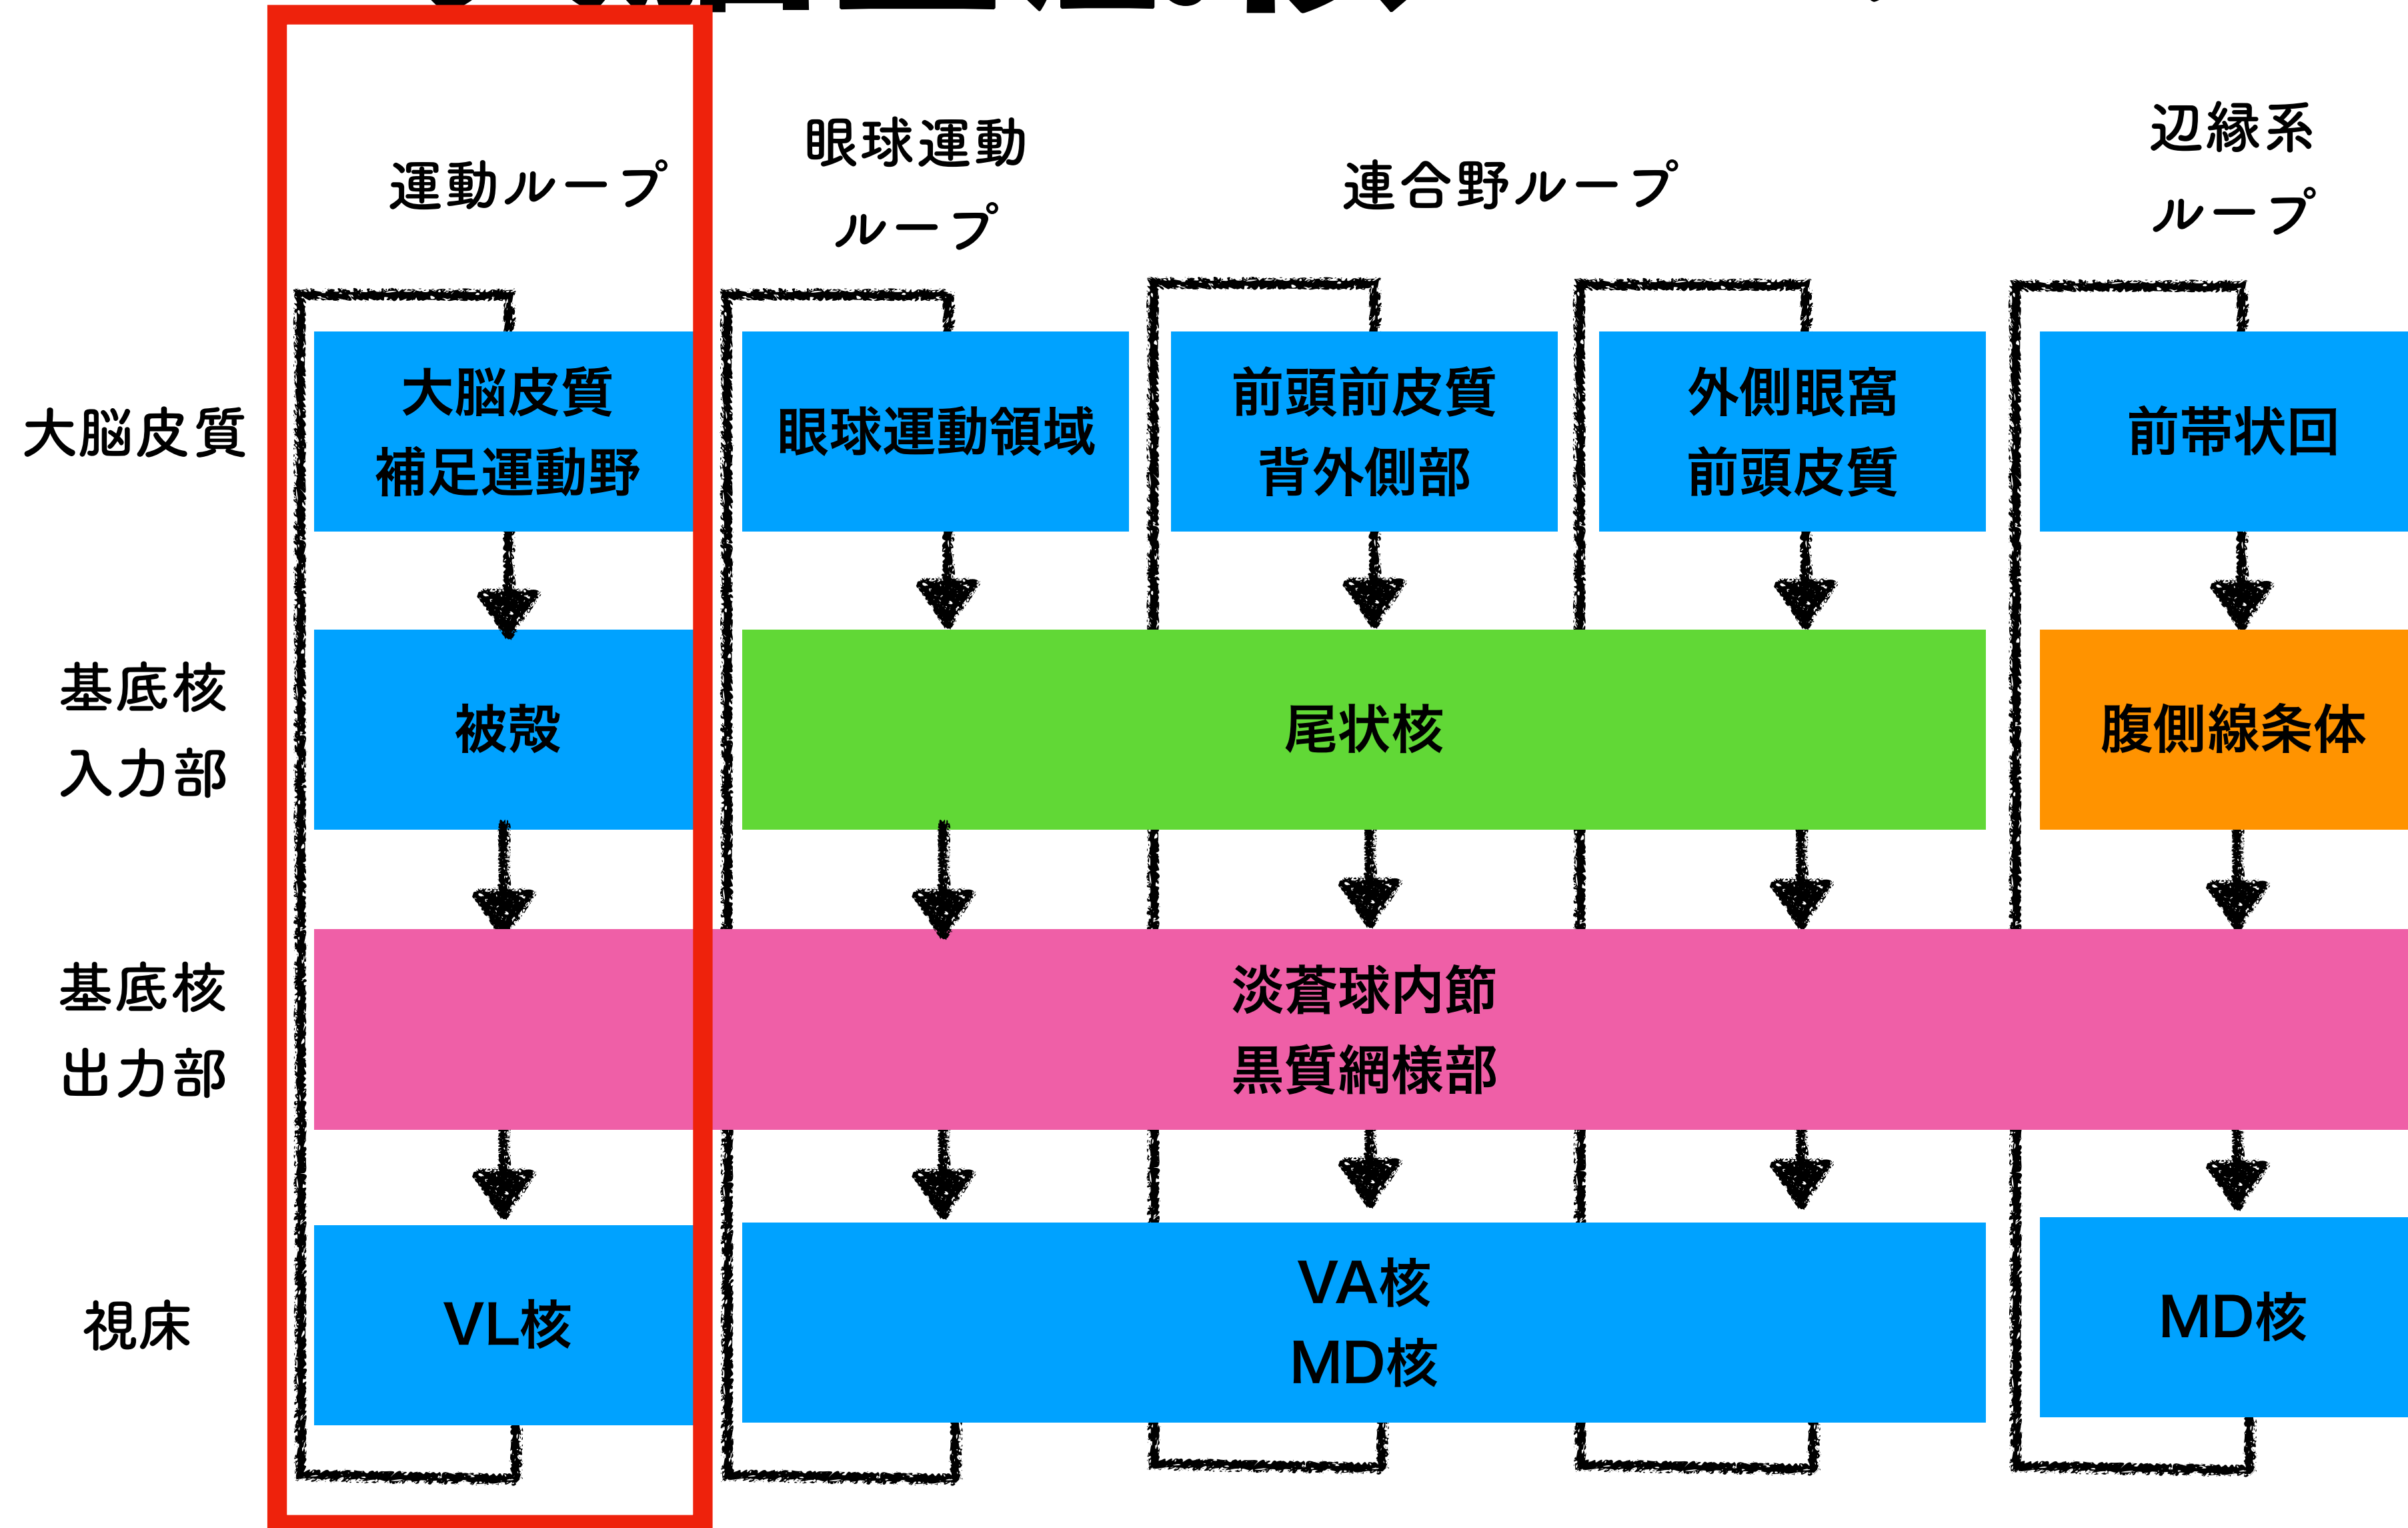 運動ループ
眼球運動
ループ
連合野ループ
辺縁系
ループ
大脳皮質
大脳皮質
補足運動野
眼球運動領域
前頭前皮質
背外側部
外側眼窩
前頭皮質
前帯状回
基底核
入力部
被殻
尾状核
腹側線条体
基底核
出力部
淡蒼球内節
黒質網様部
視床
VL核
VA核
MD核
MD核